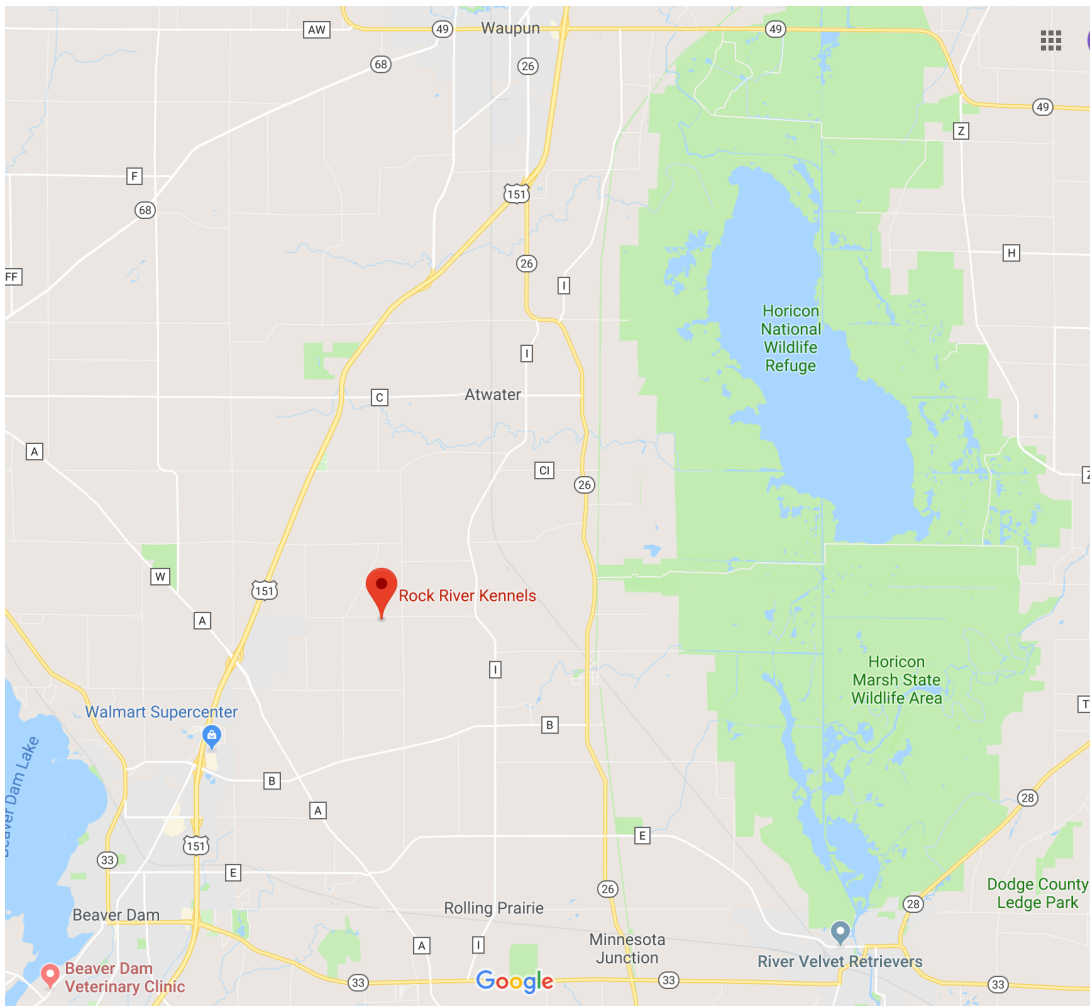 AW
49
Waupun
49
68
26
49
Z
F
151
68
H
FF
26
I
Horicon
National
Wildlife
Refuge
I
C
Atwater
A
CI
Z
26
W
151
Rock River Kennels
A
Horicon
Marsh State
Wildlife Area
I
T
Walmart Supercenter
B
Beaver Dam Lake
B
28
A
E
151
33
E
Dodge County
Ledge Park
26
28
Beaver Dam
Rolling Prairie
A
I
Minnesota
Junction
River Velvet Retrievers
Beaver Dam
Veterinary Clinic
33
Google
33
33